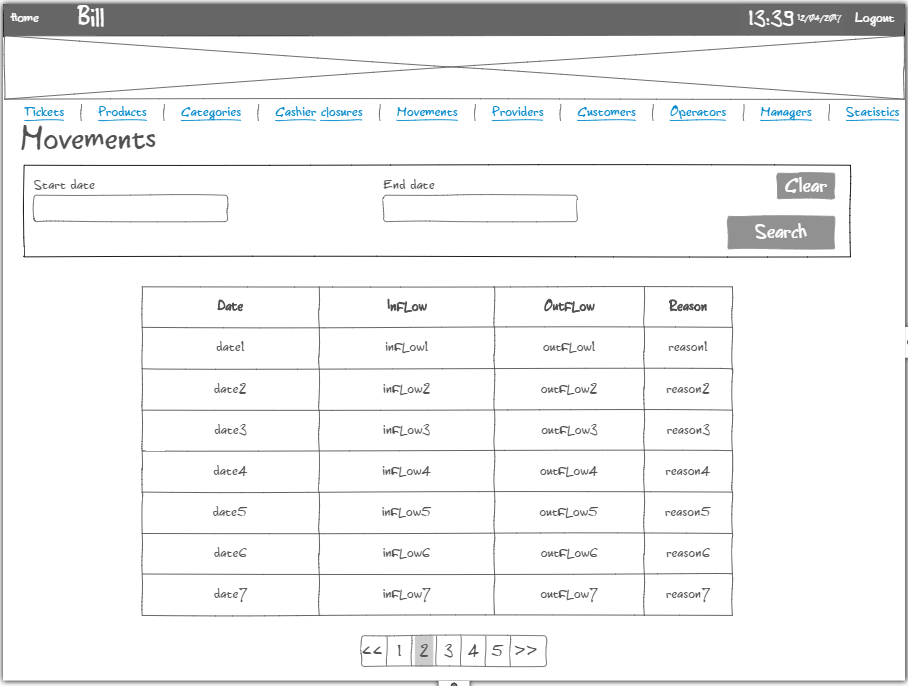 Home Bill 13:39 12/04/2017 Logout
Tickets | Products | Categories | Cashier closures | Movements | Providers | Customers | Operators | Managers | Statistics
Movements
Start date End date Clear
Search
Date InFLow OutFLow Reason
date1 inFLow1 outFLow1 reason1
date2 inFLow2 outFLow2 reason2
date3 inFLow3 outFLow3 reason3
date4 inFLow4 outFLow4 reason4
date5 inFLow5 outFLow5 reason5
date6 inFLow6 outFLow6 reason6
date7 inFLow7 outFLow7 reason7
<< 1 2 3 4 5 >>